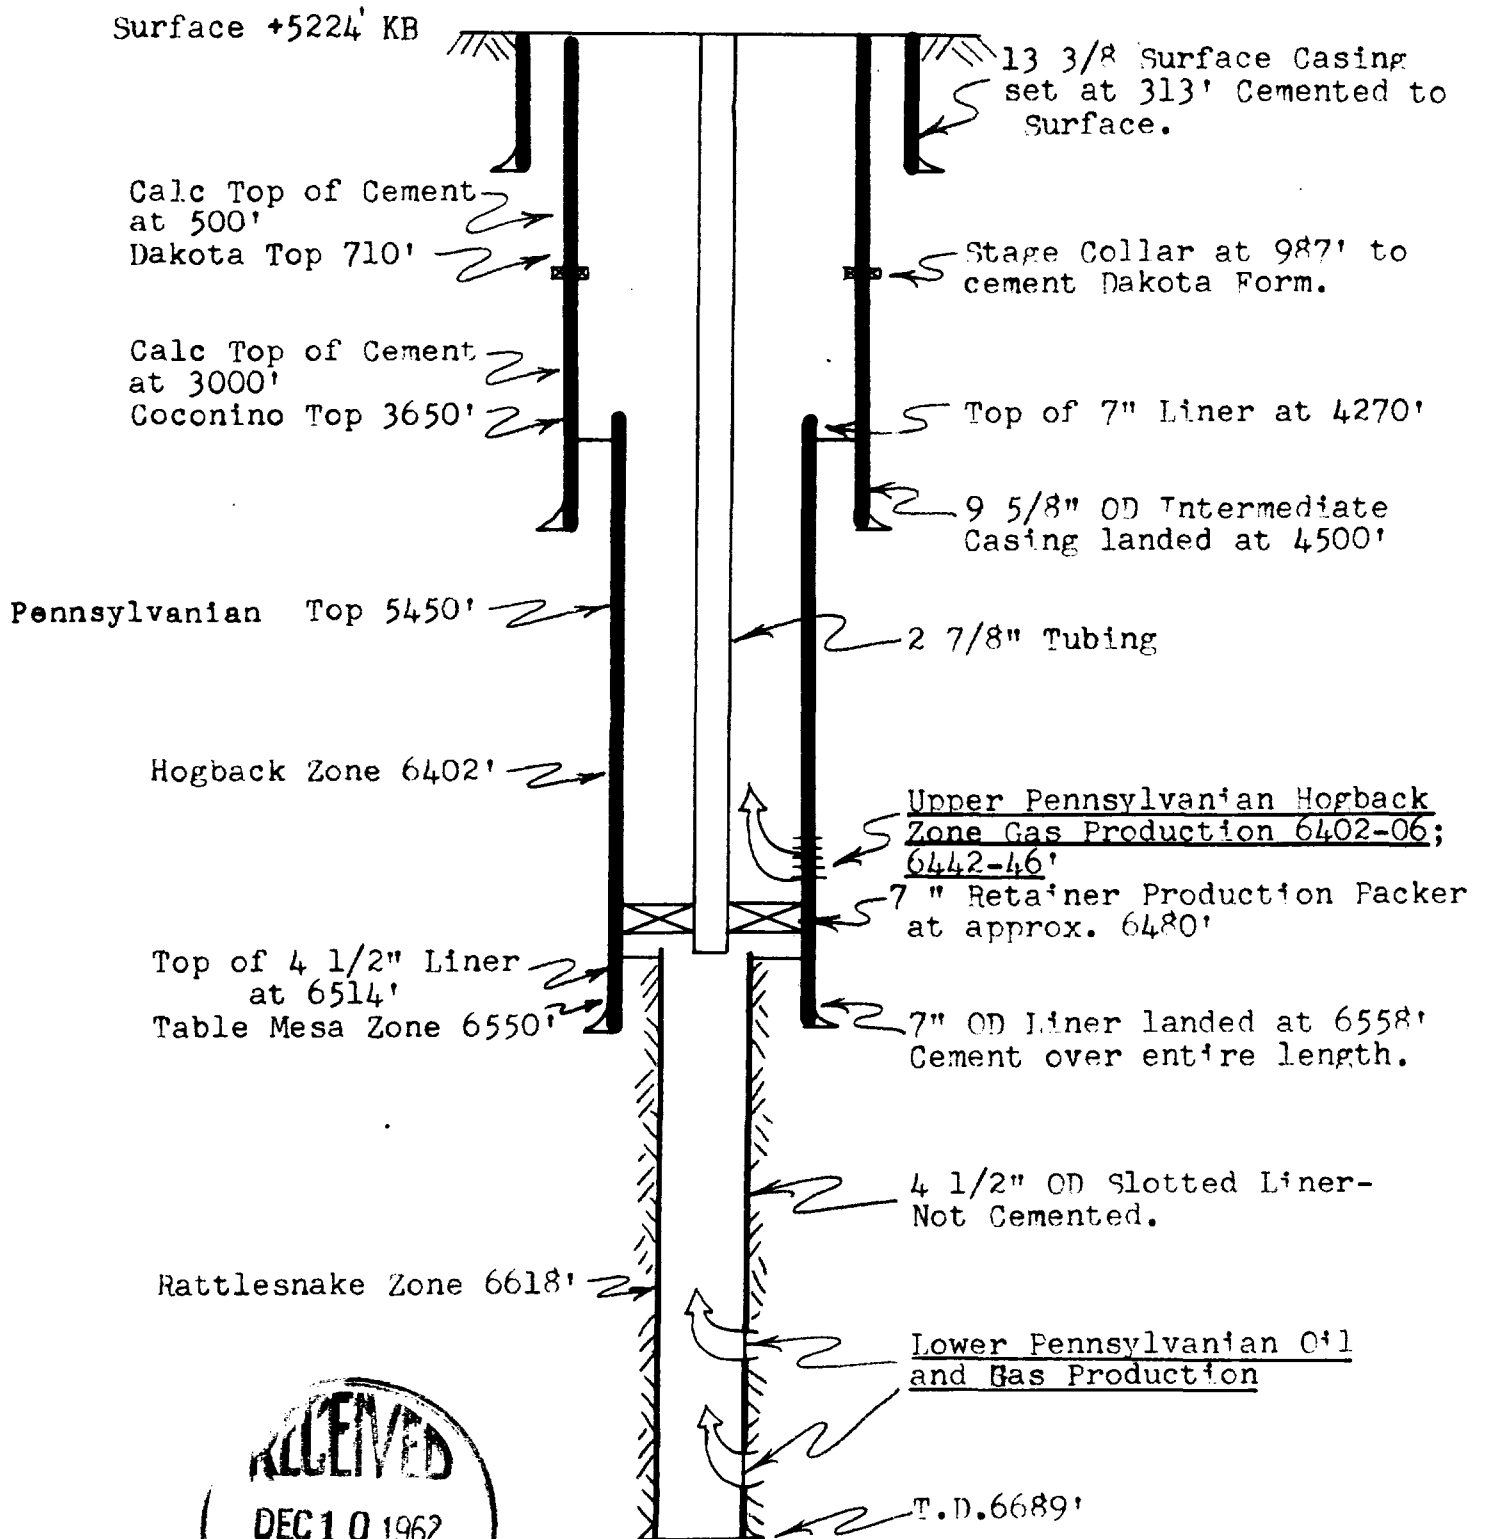 Surface +5224' KB
13 3/8 Surface Casing
set at 313' Cemented to
Surface.
Calc Top of Cement
at 500'
Dakota Top 710'
Stage Collar at 987' to
cement Dakota Form.
Calc Top of Cement
at 3000'
Coconino Top 3650'
Top of 7" Liner at 4270'
9 5/8" OD Intermediate
Casing landed at 4500'
Pennsylvanian Top 5450'
2 7/8" Tubing
Hogback Zone 6402'
Upper Pennsylvanian Hogback
Zone Gas Production 6402-06;
6442-46'
7 " Retainer Production Packer
at approx. 6480'
Top of 4 1/2" Liner
at 6514'
Table Mesa Zone 6550'
7" OD Liner landed at 6558'
Cement over entire length.
4 1/2" OD Slotted Liner-
Not Cemented.
Rattlesnake Zone 6618'
Lower Pennsylvanian Oil
and Gas Production
RECEIVED
DEC 10 1962
T.D.6689'